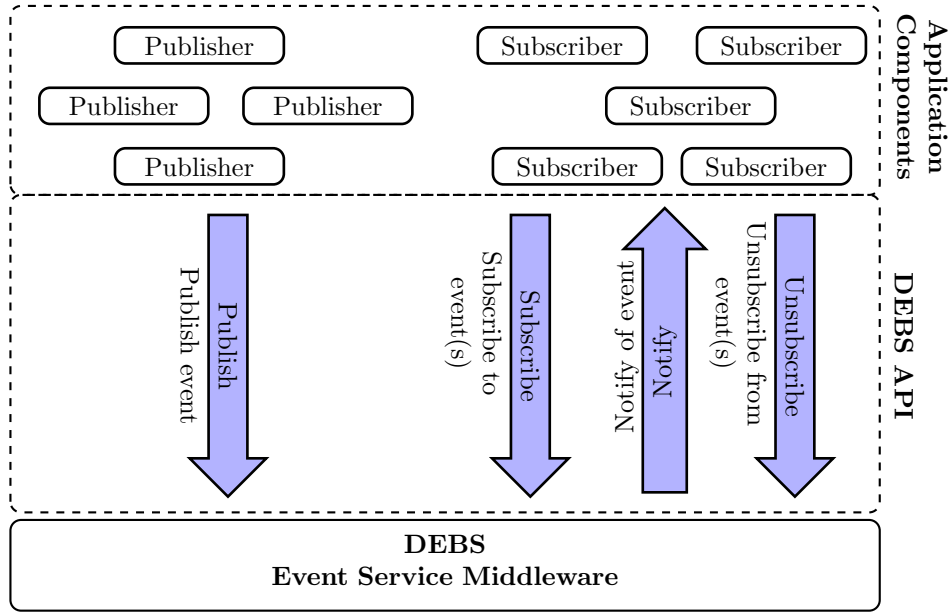 Publisher
Subscriber
Subscriber
Publisher
Publisher
Subscriber
Publisher
Subscriber
Subscriber
Application
Components
Publish
Publish event
Subscribe
Subscribe to
event(s)
Notify
Notify of event
Unsubscribe
Unsubscribe from
event(s)
DEBS API
DEBS
Event Service Middleware